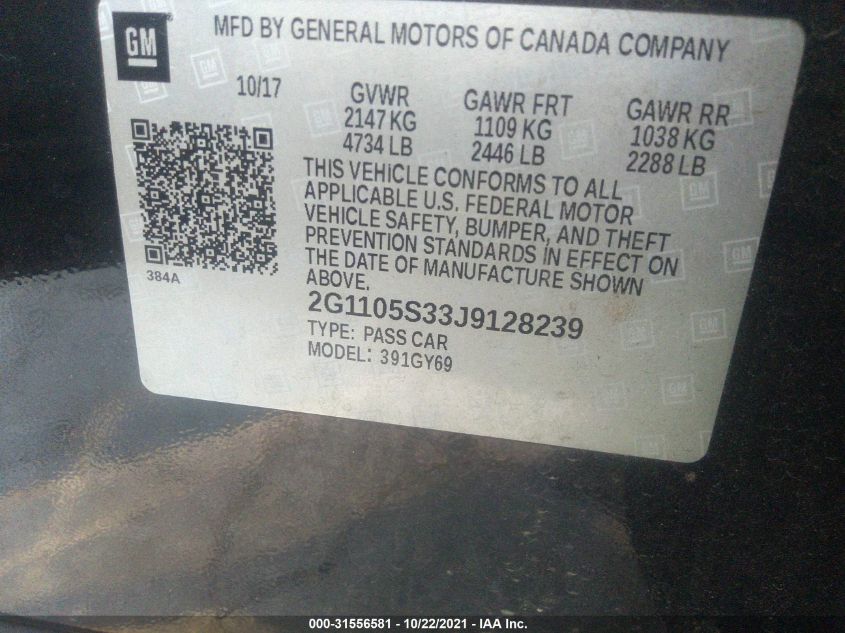 GM
MFD BY GENERAL MOTORS OF CANADA COMPANY
10/17
GVWR
2147 KG
4734 LB
GAWR FRT
1109 KG
2446 LB
GAWR RR
1038 KG
2288 LB
THIS VEHICLE CONFORMS TO ALL
APPLICABLE U.S. FEDERAL MOTOR
VEHICLE SAFETY, BUMPER, AND THEFT
PREVENTION STANDARDS IN EFFECT ON
THE DATE OF MANUFACTURE SHOWN
ABOVE.
384A
2G1105S33J9128239
TYPE: PASS CAR
MODEL: 391GY69
000-31556581 - 10/22/2021 - IAA Inc.